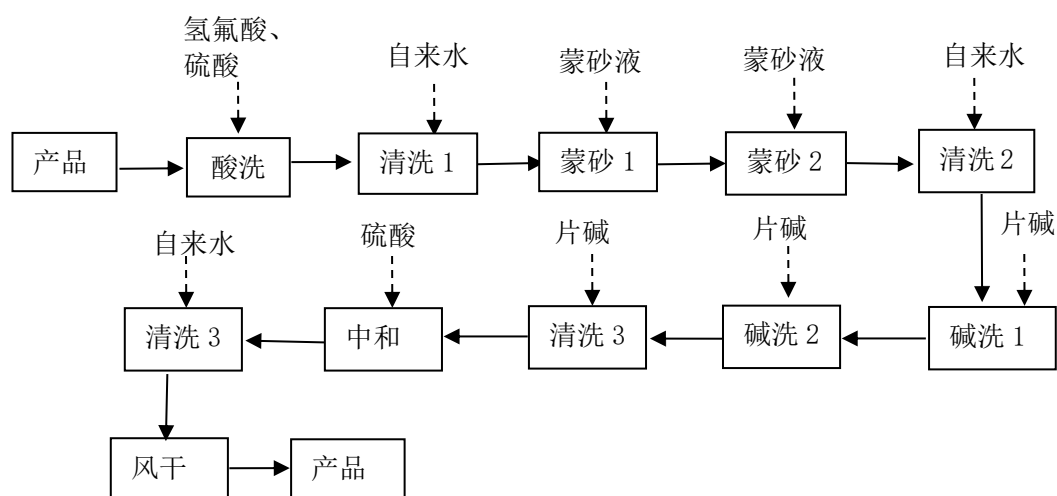 氢氟酸、
硫酸
自来水
蒙砂液
蒙砂液
自来水
产品
酸洗
清洗 1
蒙砂 1
蒙砂 2
清洗 2
自来水
硫酸
片碱
片碱
片碱
清洗 3
中和
清洗 3
碱洗 2
碱洗 1
风干
产品